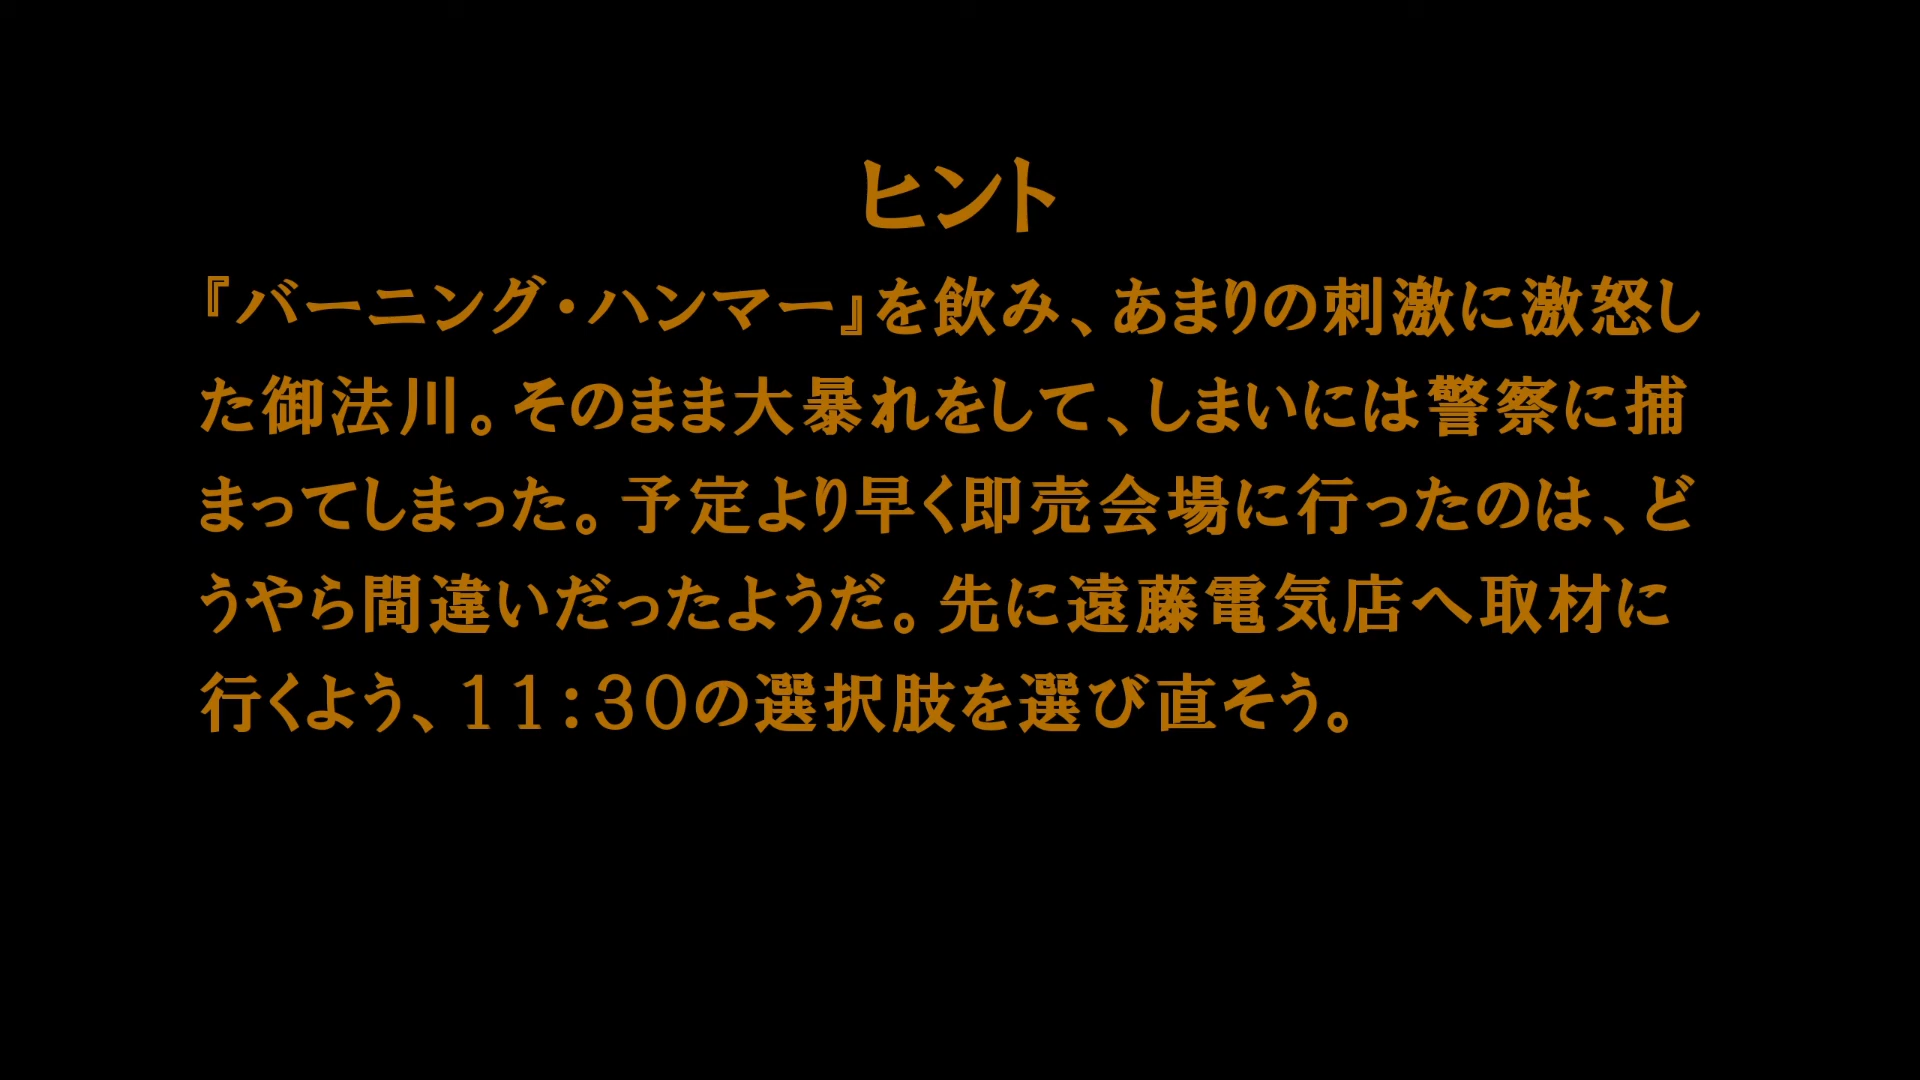 ヒント
『バーニング・ハンマー』を飲み、あまりの刺激に激怒し
た御法川。そのまま大暴れをして、しまいには警察に捕
まってしまった。予定より早く即売会場に行ったのは、ど
うやら間違いだったようだ。先に遠藤電気店へ取材に
行くよう、11:30の選択肢を選び直そう。